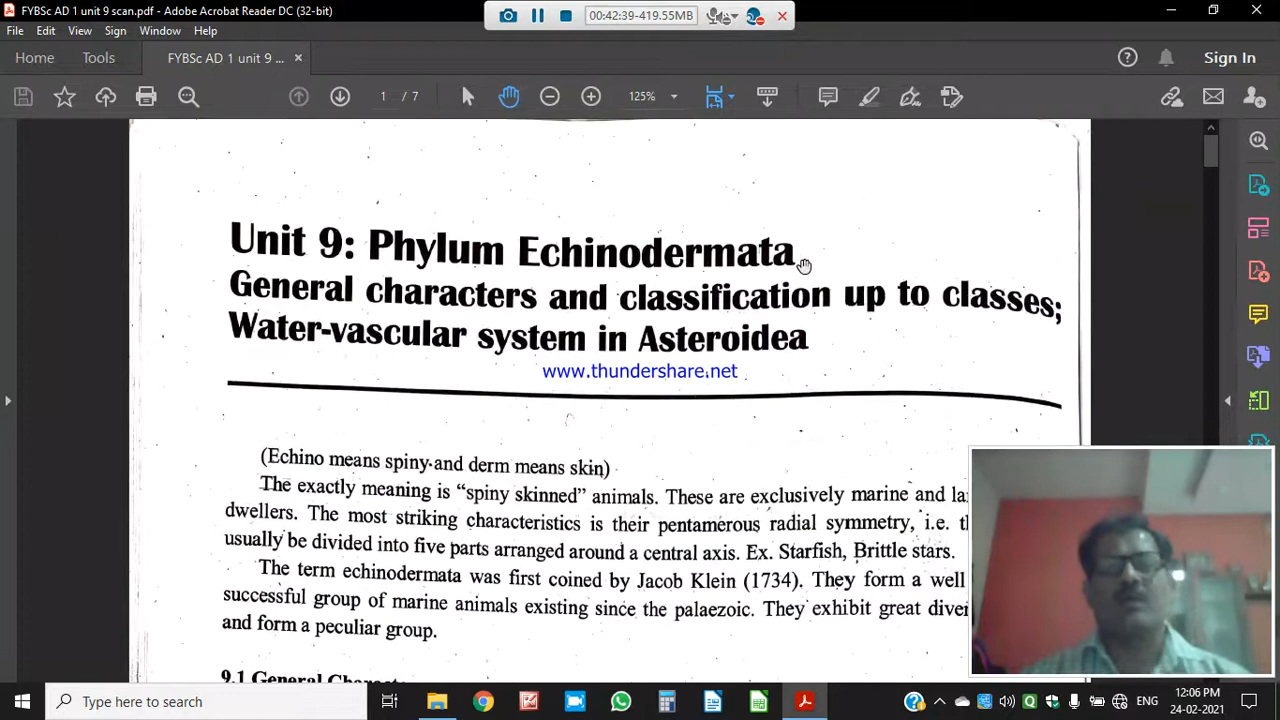 FYBSc AD 1 unit 9 scan.pdf - Adobe Acrobat Reader DC (32-bit)
00:42:39-419.55MB
File Edit View Sign Window Help
Home Tools FYBSc AD 1 unit 9 ... Sign In
1 / 7 125%
Unit 9: Phylum Echinodermata
General characters and classification up to classes;
Water-vascular system in Asteroidea
www.thundershare.net
(Echino means spiny and derm means skin)
The exactly meaning is “spiny skinned” animals. These are exclusively marine and la
dwellers. The most striking characteristics is their pentamerous radial symmetry, i.e. th
usually be divided into five parts arranged around a central axis. Ex. Starfish, Brittle stars.
The term echinodermata was first coined by Jacob Klein (1734). They form a well
successful group of marine animals existing since the palaezoic. They exhibit great diver
and form a peculiar group.
9.1 General Charact
Type here to search
ENG
12:06 PM
24-02-2021